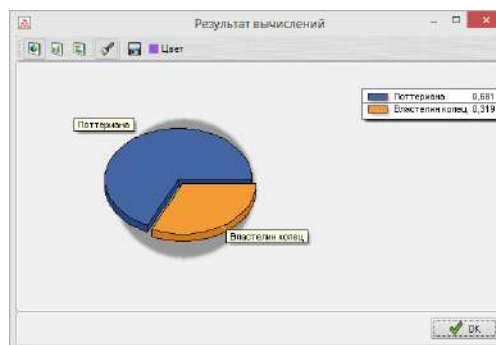 Результат вычислений
Цвет
Поттериана 0,681
Властелин колец 0,319
Поттериана
Властелин колец
OK